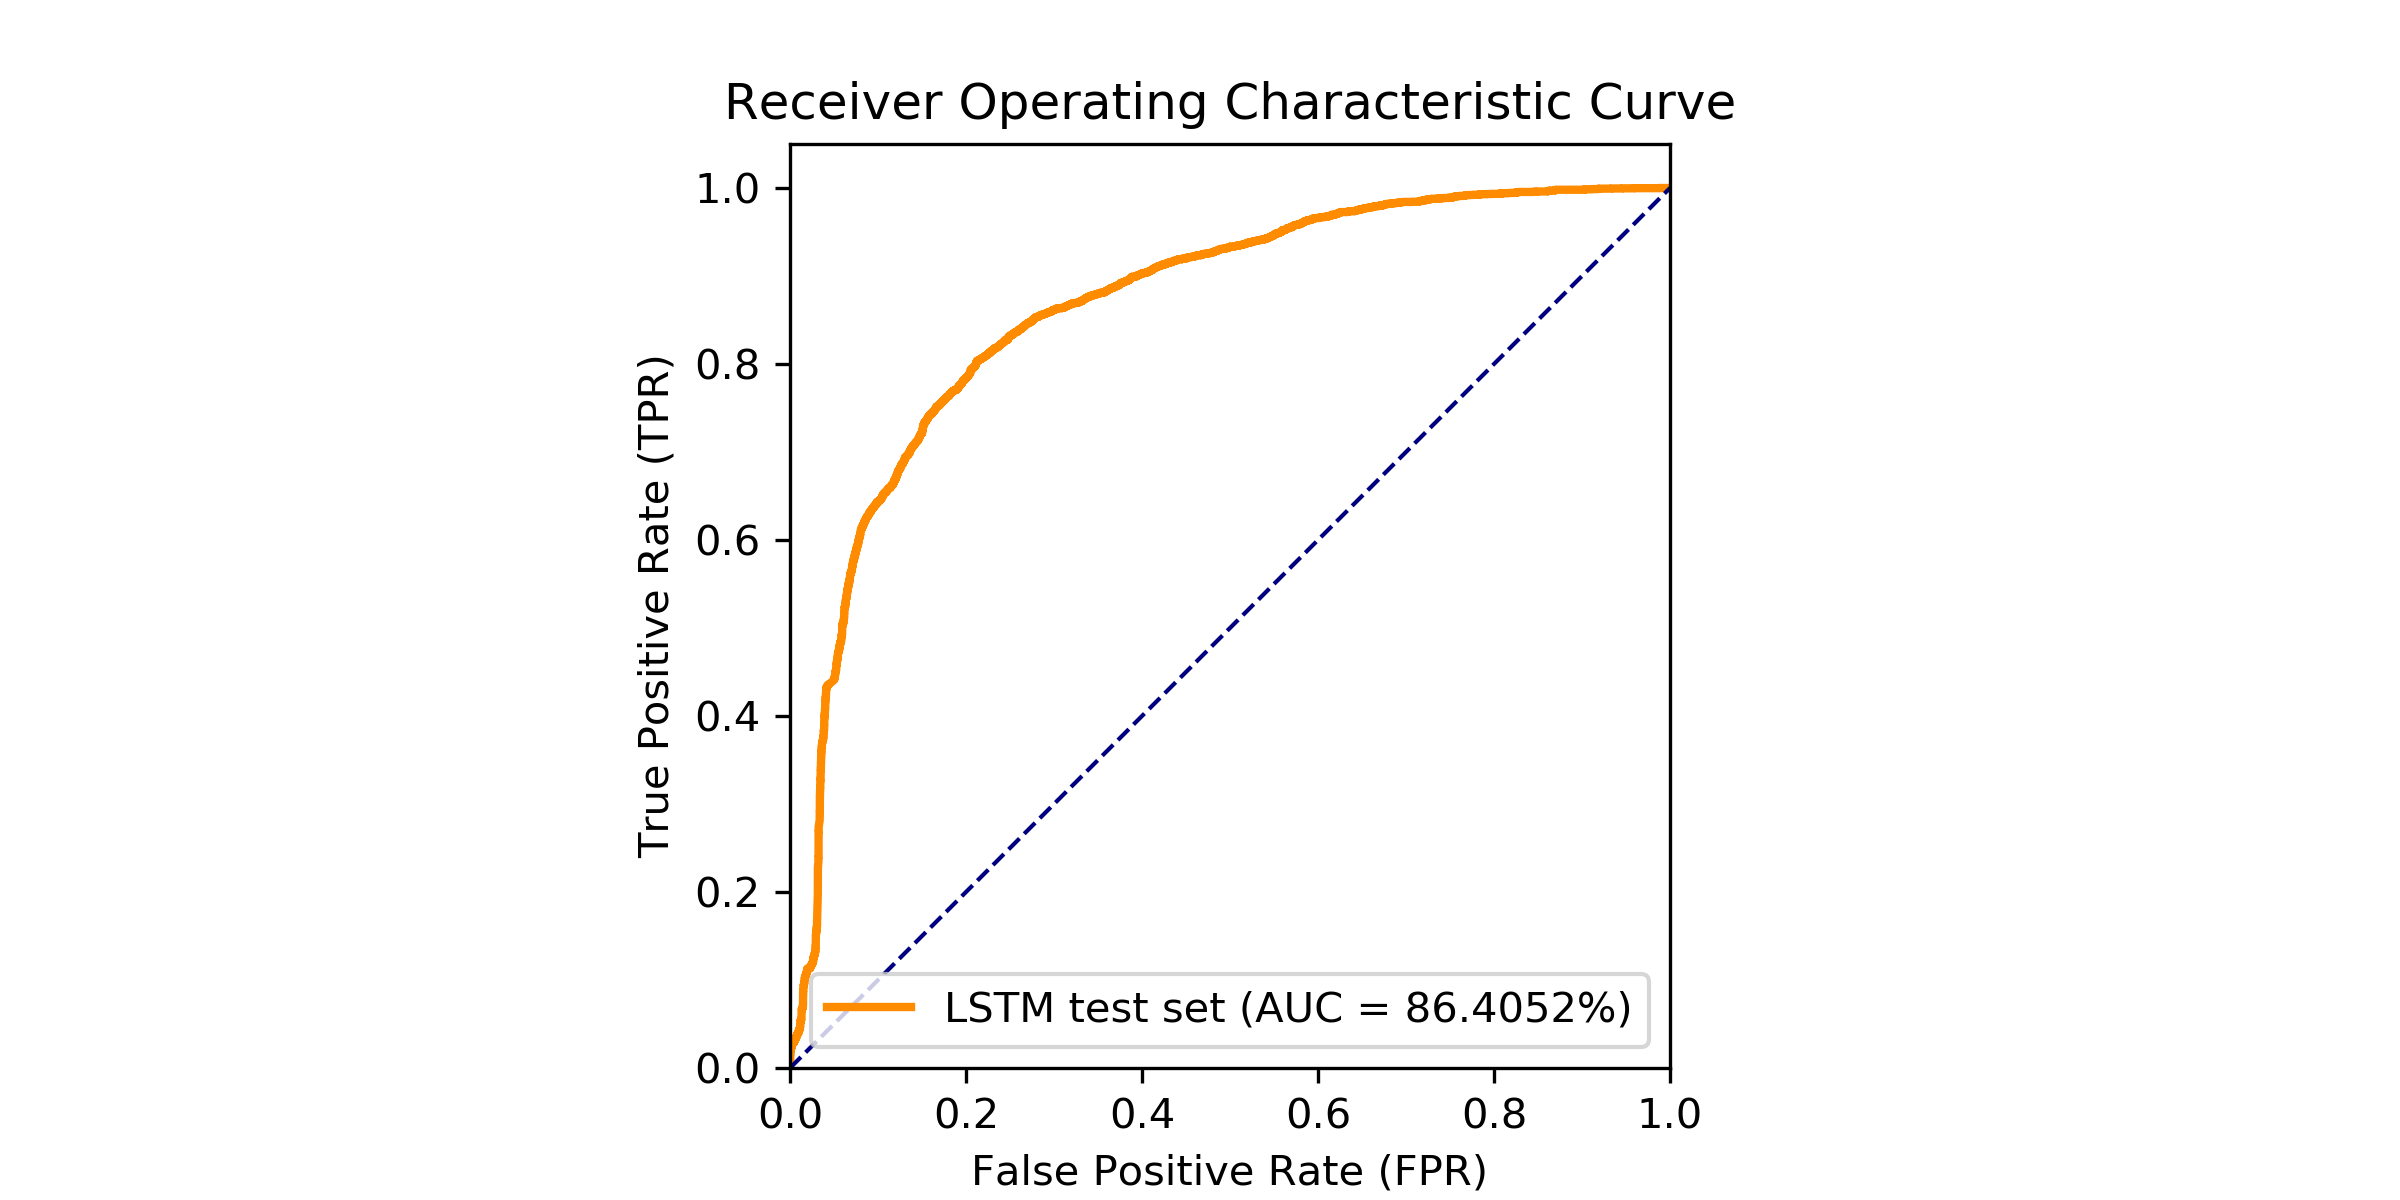 Receiver Operating Characteristic Curve
1.0
0.8
0.6
0.4
0.2
0.0
True Positive Rate (TPR)
LSTM test set (AUC = 86.4052%)
0.0 0.2 0.4 0.6 0.8 1.0
False Positive Rate (FPR)